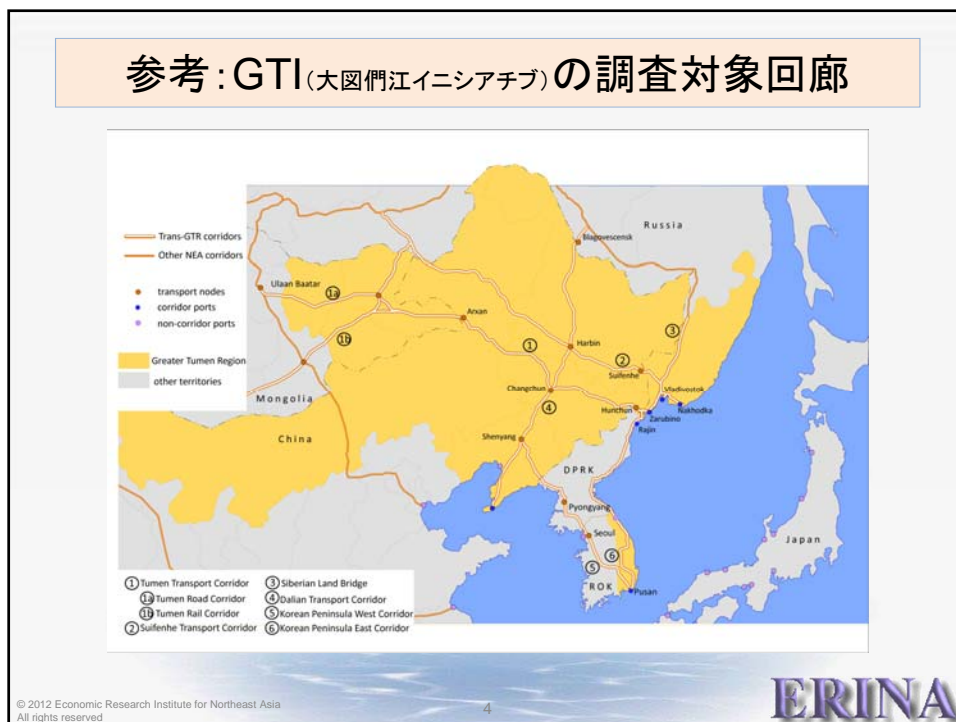 参考：GTI(大図們江イニシアチブ)の調査対象回廊
Russia
Trans-GTR corridors
Blagovescensk
Other NEA corridors
Ulaan Baatar
transport nodes
1a
corridor ports
Arxan
3
non-corridor ports
1b
1
Harbin
2
Suifenhe
Greater Tumen Region
Changchun
Vladivostok
other territories
4
Hunchun
Nakhodka
Mongolia
Zarubino
Rajin
China
Shenyang
DPRK
Pyongyang
Japan
Seoul
6
5
ROK
Pusan
1 Tumen Transport Corridor
1a Tumen Road Corridor
1b Tumen Rail Corridor
2 Suifenhe Transport Corridor
3 Siberian Land Bridge
4 Dalian Transport Corridor
5 Korean Peninsula West Corridor
6 Korean Peninsula East Corridor
© 2012 Economic Research Institute for Northeast Asia
All rights reserved
4
ERINA